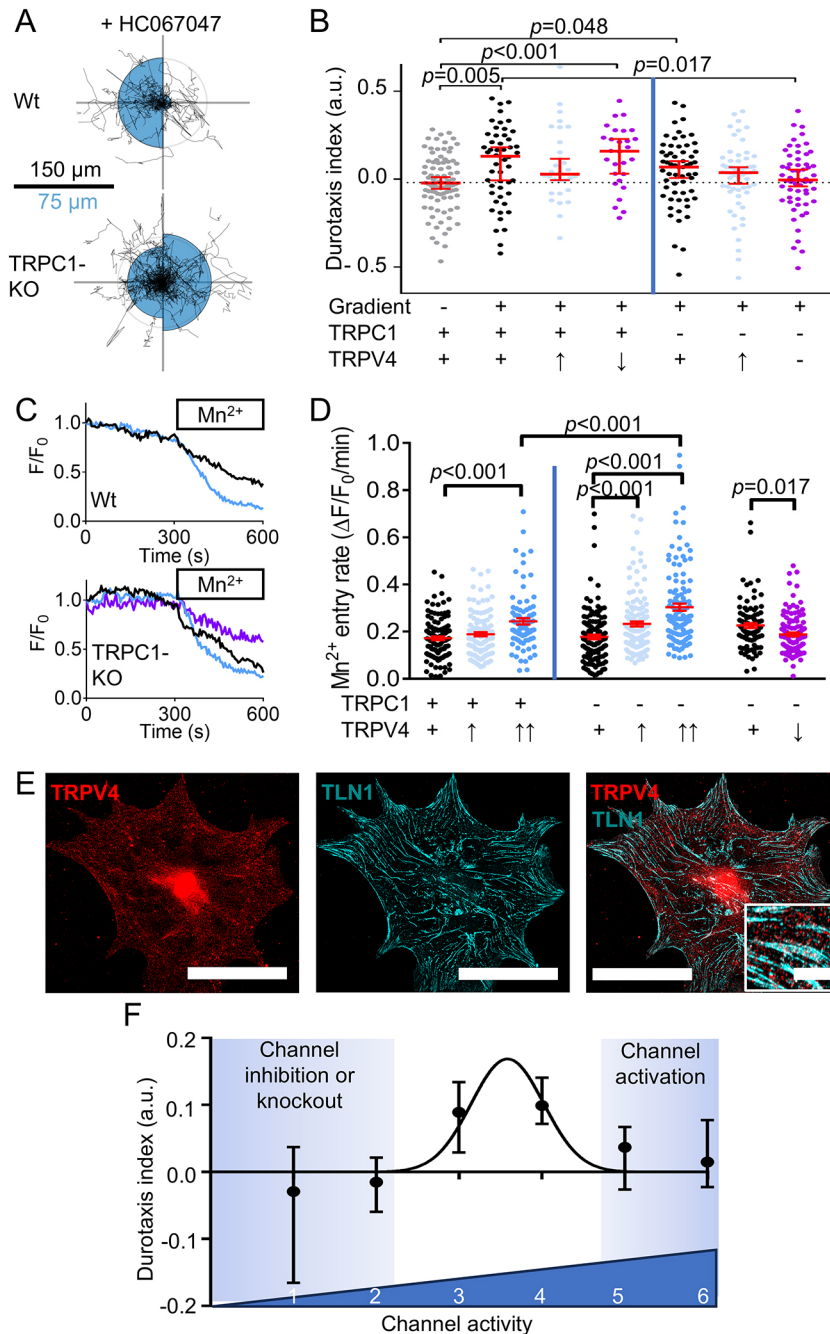 A
+ HC067047
Wt
150 µm
75 µm
TRPC1-
KO
B
p=0.048
p<0.001
p=0.005
p=0.017
Durotaxis index (a.u.)
0.5
0.0
- 0.5
Gradient - + + + + + +
TRPC1 + + + + - - -
TRPV4 + + ↑ ↓ + ↑ -
C
Mn²⁺
F/F₀
1.0
0.5
1.0
Wt
0 300 600
Time (s)
Mn²⁺
F/F₀
1.0
0.5
0.0
TRPC1-
KO
0 300 600
Time (s)
D
p<0.001
p<0.001
p<0.001
p<0.001
p=0.017
Mn²⁺ entry rate (ΔF/F₀/min)
1.0
0.8
0.6
0.4
0.2
0.0
TRPC1 + + + - - - - -
TRPV4 + ↑ ↑↑ + ↑ ↑↑ + ↓
E
TRPV4
TLN1
TRPV4
TLN1
F
Durotaxis index (a.u.)
0.2
0.1
0.0
-0.1
-0.2
Channel
inhibition or
knockout
Channel
activation
1 2 3 4 5 6
Channel activity